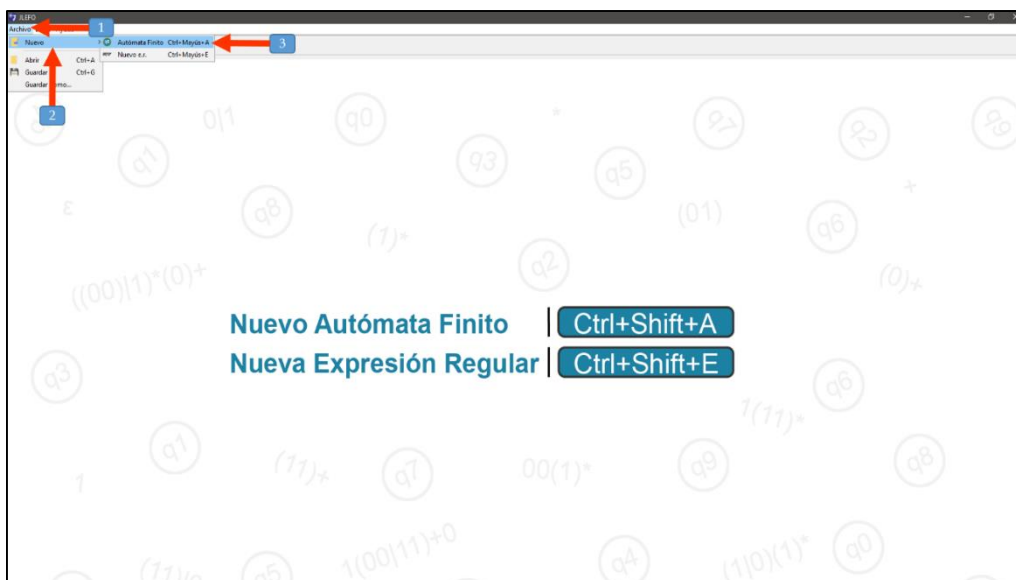 JLEFO
Archivo
1
Nuevo
Autómata Finito Ctrl+Mayús+A
3
Nuevo e.r. Ctrl+Mayús+E
Abrir Ctrl+A
Guardar Ctrl+G
Guardar
2
0|1
q0
*
q1
q3
q5
ε
q8
(1)*
(01)
q6
+
q2
((00)|1)*(0)+
(0)+
Nuevo Autómata Finito | Ctrl+Shift+A
Nueva Expresión Regular | Ctrl+Shift+E
q3
q6
1(11)*
q1
(11)+
q7
00(1)*
q9
q8
1
1(00|11)+0
q5
q4
(1|0)(1)*
q0